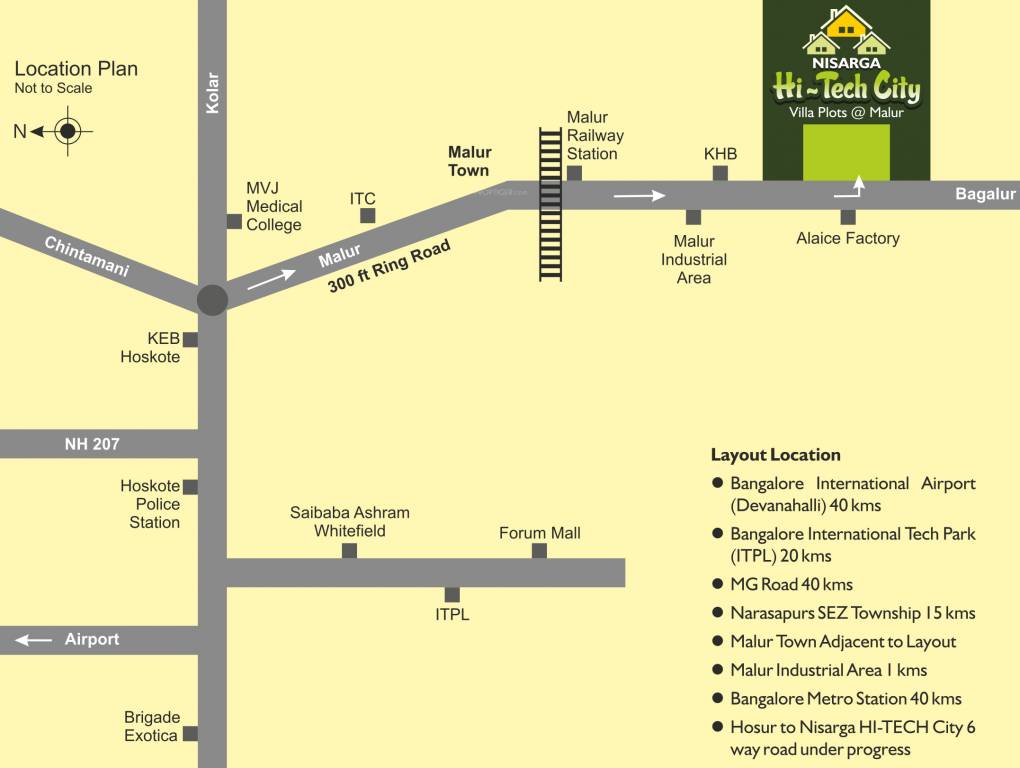 Location Plan
Not to Scale
N
Kolar
NISARGA
Hi~Tech City
Villa Plots @ Malur
Malur
Railway
Station
KHB
Malur
Town
MVJ
Medical
College
ITC
Bagalur
Alaice Factory
Malur
Industrial
Area
Chintamani
Malur
300 ft Ring Road
KEB
Hoskote
NH 207
Hoskote
Police
Station
Saibaba Ashram
Whitefield
Forum Mall
ITPL
Airport
Brigade
Exotica
Layout Location
● Bangalore International Airport
(Devanahalli) 40 kms
● Bangalore International Tech Park
(ITPL) 20 kms
● MG Road 40 kms
● Narasapurs SEZ Township 15 kms
● Malur Town Adjacent to Layout
● Malur Industrial Area 1 kms
● Bangalore Metro Station 40 kms
● Hosur to Nisarga HI-TECH City 6
way road under progress